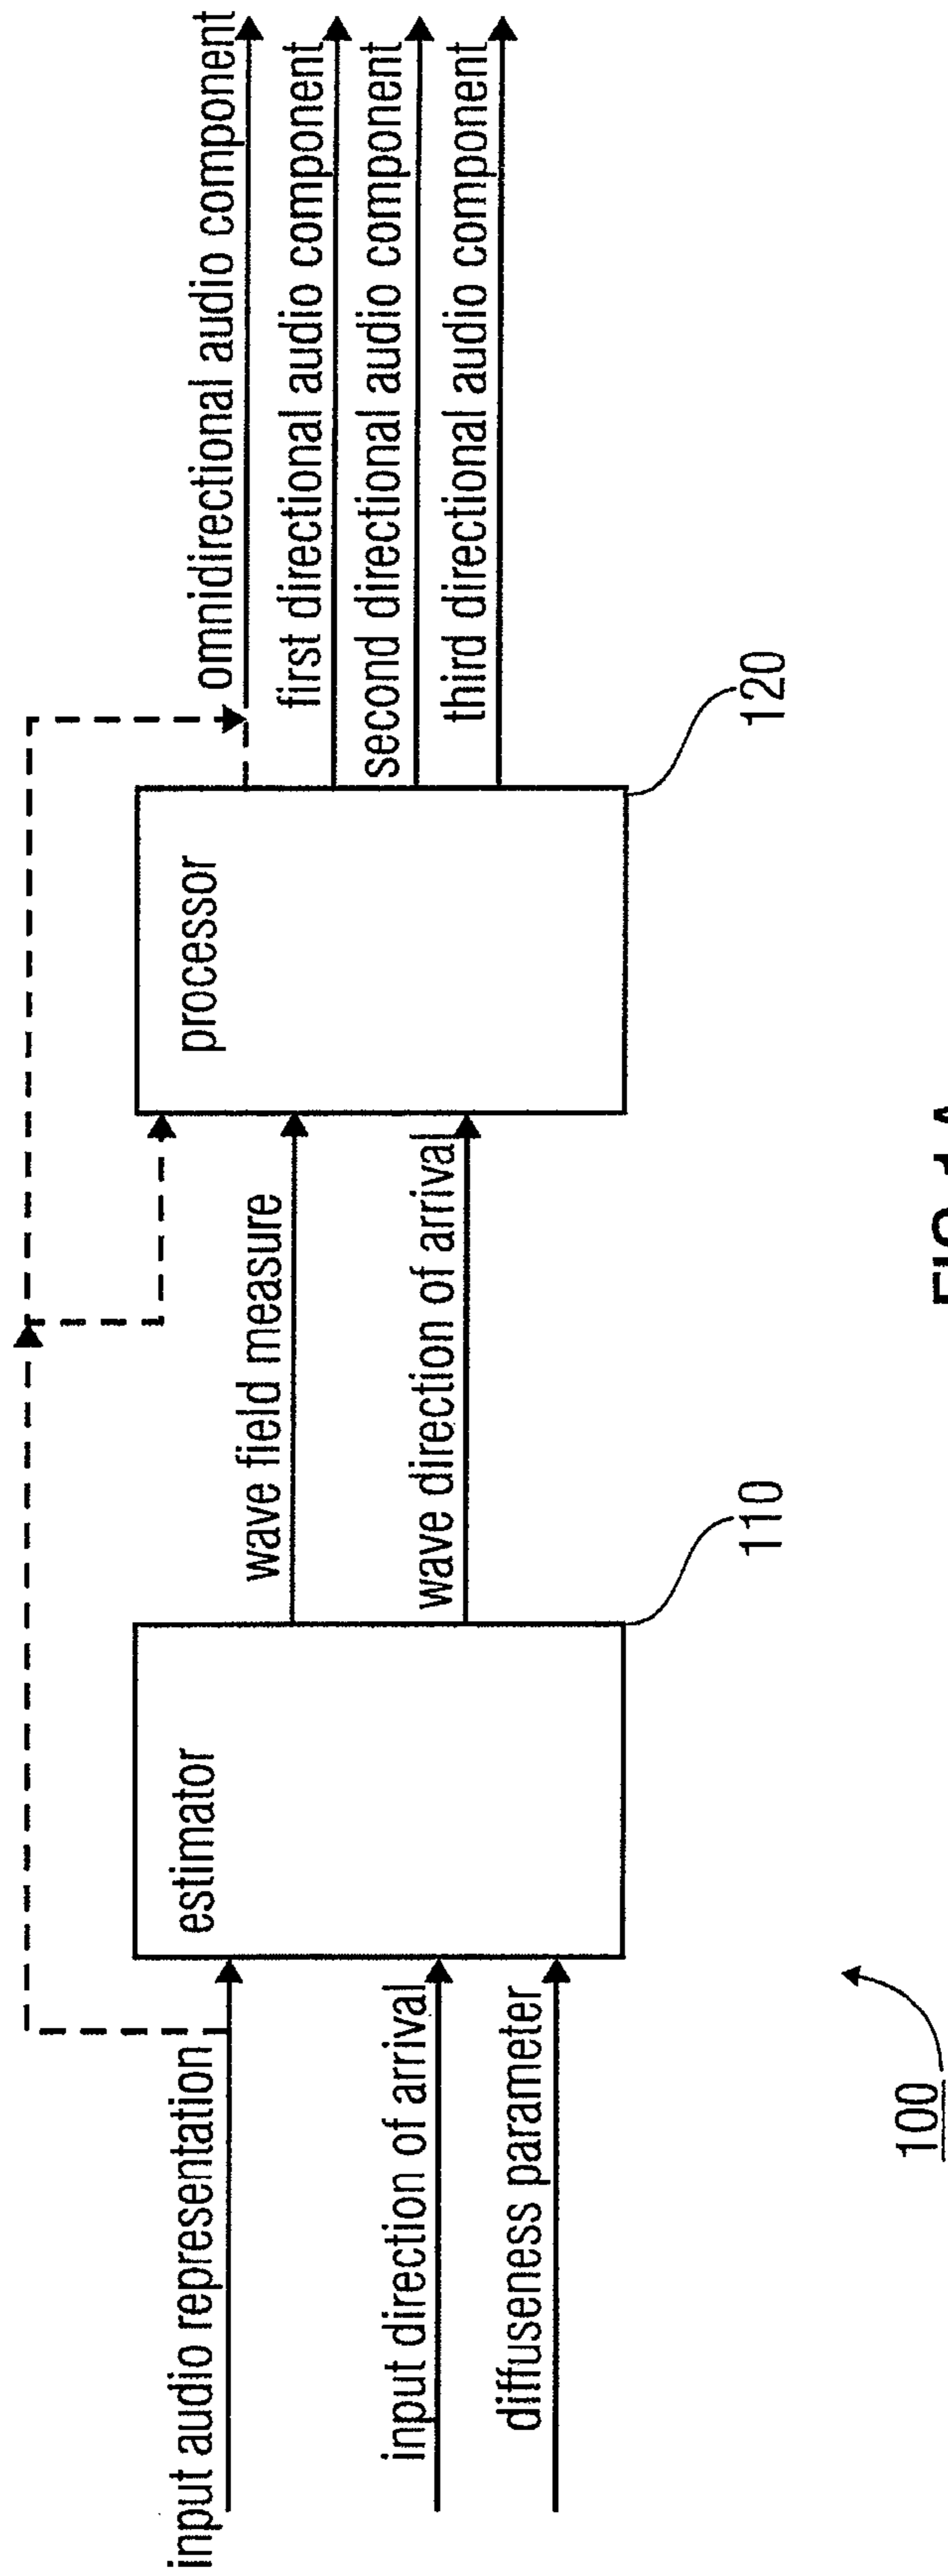 input audio representation
input direction of arrival
diffuseness parameter
estimator
110
wave field measure
wave direction of arrival
processor
120
omnidirectional audio component
first directional audio component
second directional audio component
third directional audio component
100